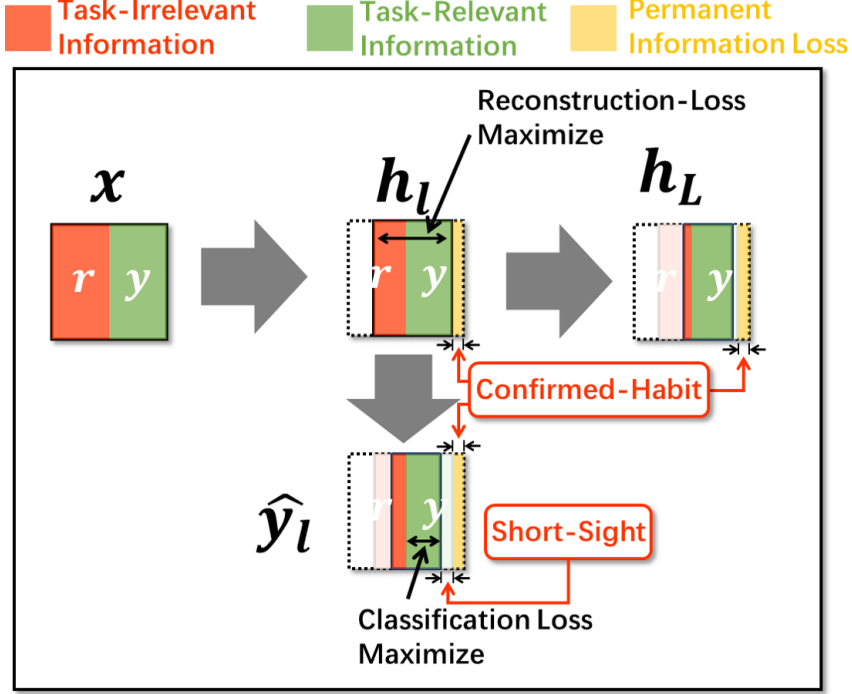 Task-Irrelevant
Information
Task-Relevant
Information
Permanent
Information Loss
Reconstruction-Loss
Maximize
x
h_l
h_L
r y
r y
r y
Confirmed-Habit
ŷ_l
r y
Short-Sight
Classification Loss
Maximize